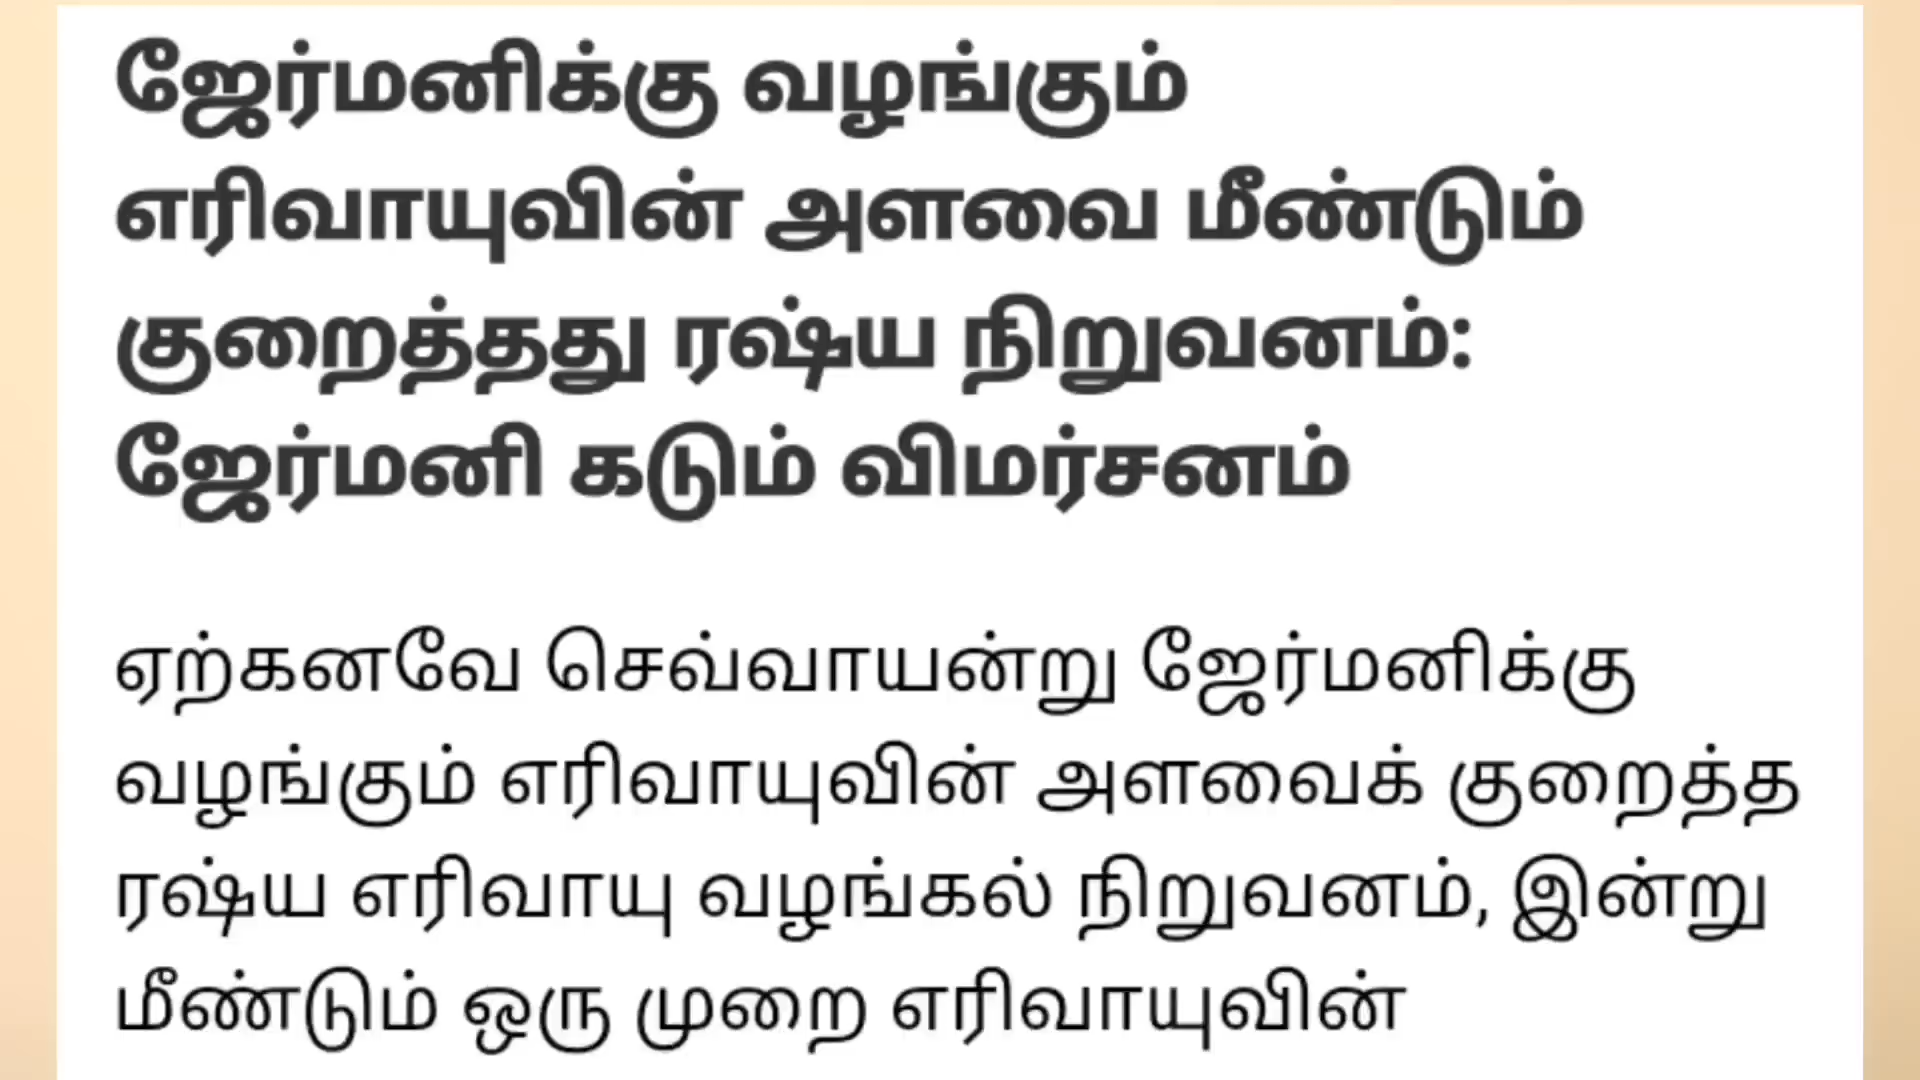 ஜேர்மனிக்கு வழங்கும்
எரிவாயுவின் அளவை மீண்டும்
குறைத்தது ரஷ்ய நிறுவனம்:
ஜேர்மனி கடும் விமர்சனம்
ஏற்கனவே செவ்வாயன்று ஜேர்மனிக்கு
வழங்கும் எரிவாயுவின் அளவைக் குறைத்த
ரஷ்ய எரிவாயு வழங்கல் நிறுவனம், இன்று
மீண்டும் ஒரு முறை எரிவாயுவின்